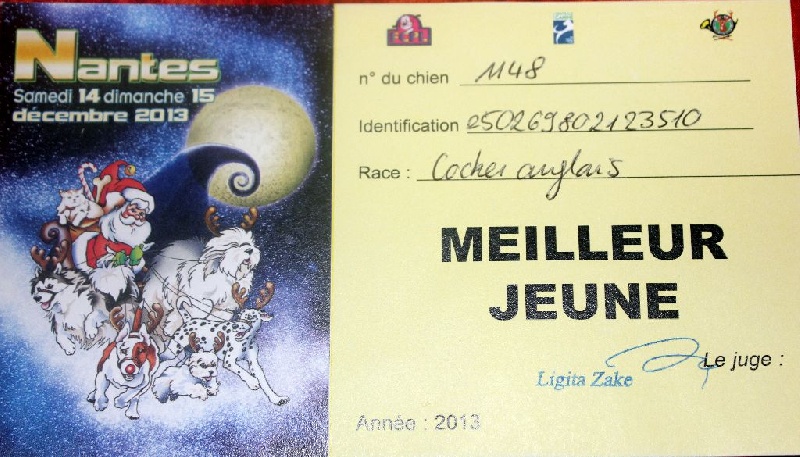 Nantes
Samedi 14 dimanche 15
décembre 2013
n° du chien 1148
Identification 250269802123510
Race : Cocker anglais
MEILLEUR
JEUNE
Le juge :
Ligita Zake
Année : 2013